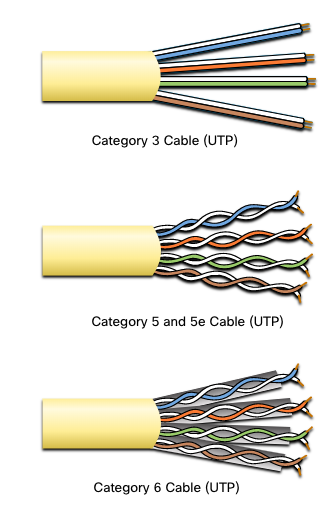 Category 3 Cable (UTP)
Category 5 and 5e Cable (UTP)
Category 6 Cable (UTP)